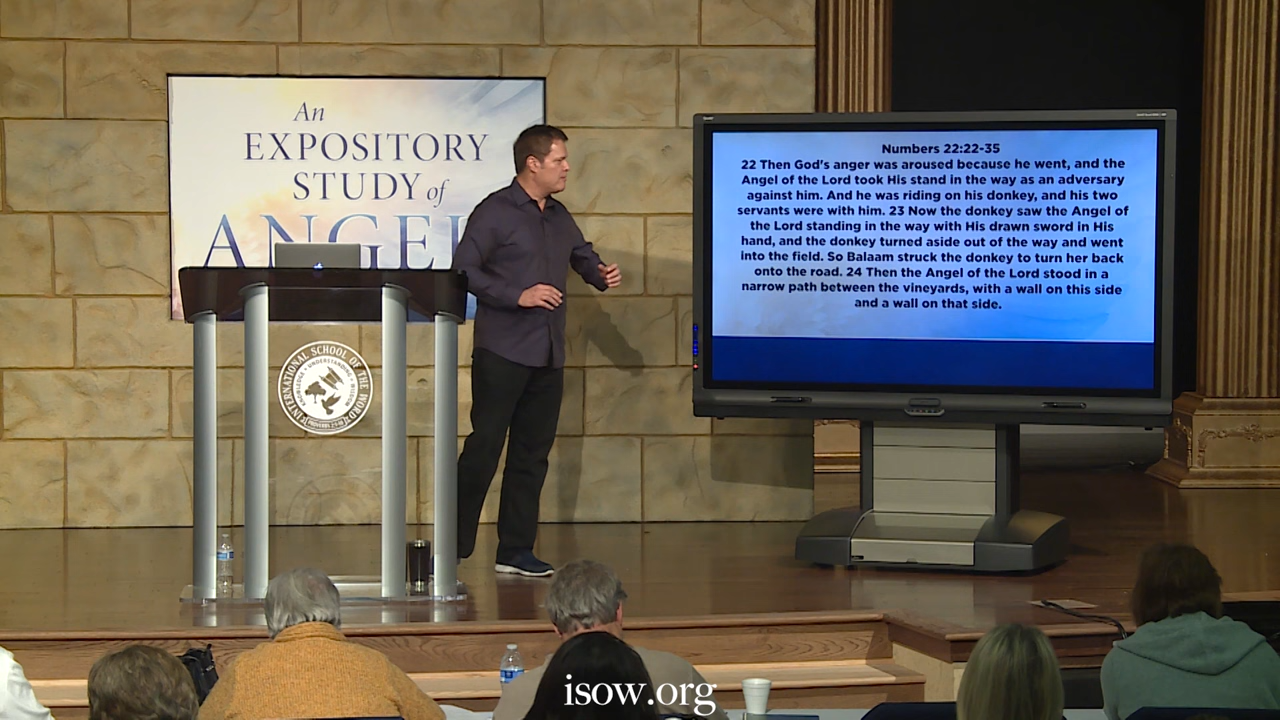 An
EXPOSITORY
STUDY of
ANGEL
Numbers 22:22-35
22 Then God's anger was aroused because he went, and the
Angel of the Lord took His stand in the way as an adversary
against him. And he was riding on his donkey, and his two
servants were with him. 23 Now the donkey saw the Angel of
the Lord standing in the way with His drawn sword in His
hand, and the donkey turned aside out of the way and went
into the field. So Balaam struck the donkey to turn her back
onto the road. 24 Then the Angel of the Lord stood in a
narrow path between the vineyards, with a wall on this side
and a wall on that side.
INTERNATIONAL SCHOOL OF THE WORD
isow.org